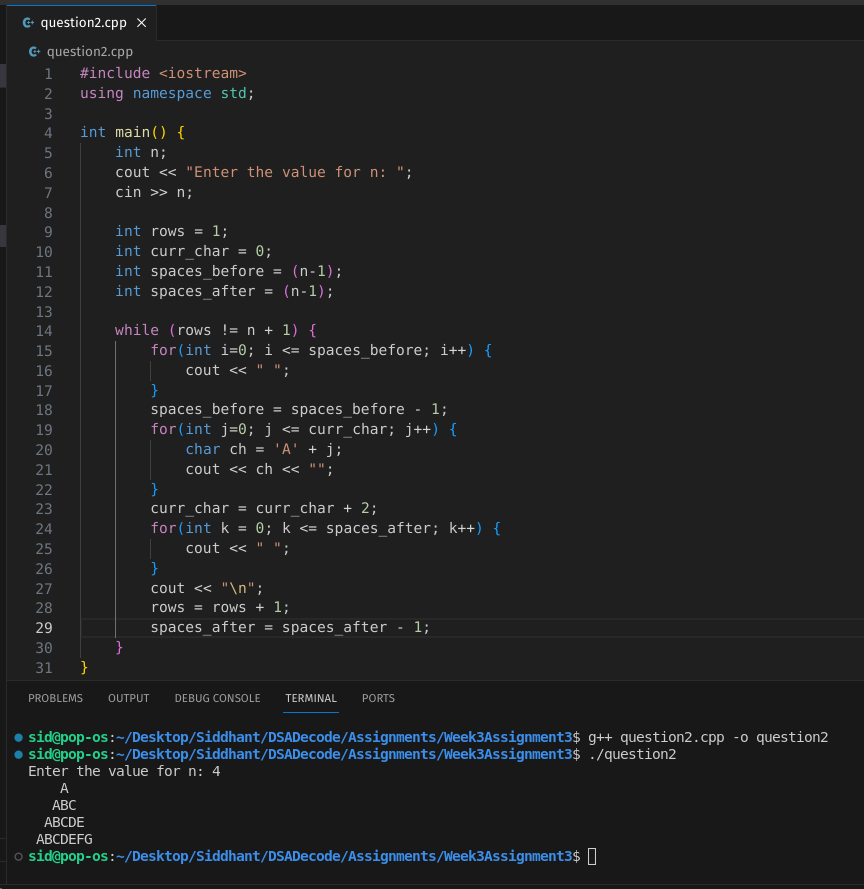 question2.cpp
question2.cpp
1 #include <iostream>
2 using namespace std;
3
4 int main() {
5     int n;
6     cout << "Enter the value for n: ";
7     cin >> n;
8
9     int rows = 1;
10     int curr_char = 0;
11     int spaces_before = (n-1);
12     int spaces_after = (n-1);
13
14     while (rows != n + 1) {
15         for(int i=0; i <= spaces_before; i++) {
16             cout << " ";
17         }
18         spaces_before = spaces_before - 1;
19         for(int j=0; j <= curr_char; j++) {
20             char ch = 'A' + j;
21             cout << ch << "";
22         }
23         curr_char = curr_char + 2;
24         for(int k = 0; k <= spaces_after; k++) {
25             cout << " ";
26         }
27         cout << "\n";
28         rows = rows + 1;
29         spaces_after = spaces_after - 1;
30     }
31 }
PROBLEMS OUTPUT DEBUG CONSOLE TERMINAL PORTS
sid@pop-os:~/Desktop/Siddhant/DSADecode/Assignments/Week3Assignment3$ g++ question2.cpp -o question2
sid@pop-os:~/Desktop/Siddhant/DSADecode/Assignments/Week3Assignment3$ ./question2
Enter the value for n: 4
    A
   ABC
  ABCDE
 ABCDEFG
sid@pop-os:~/Desktop/Siddhant/DSADecode/Assignments/Week3Assignment3$